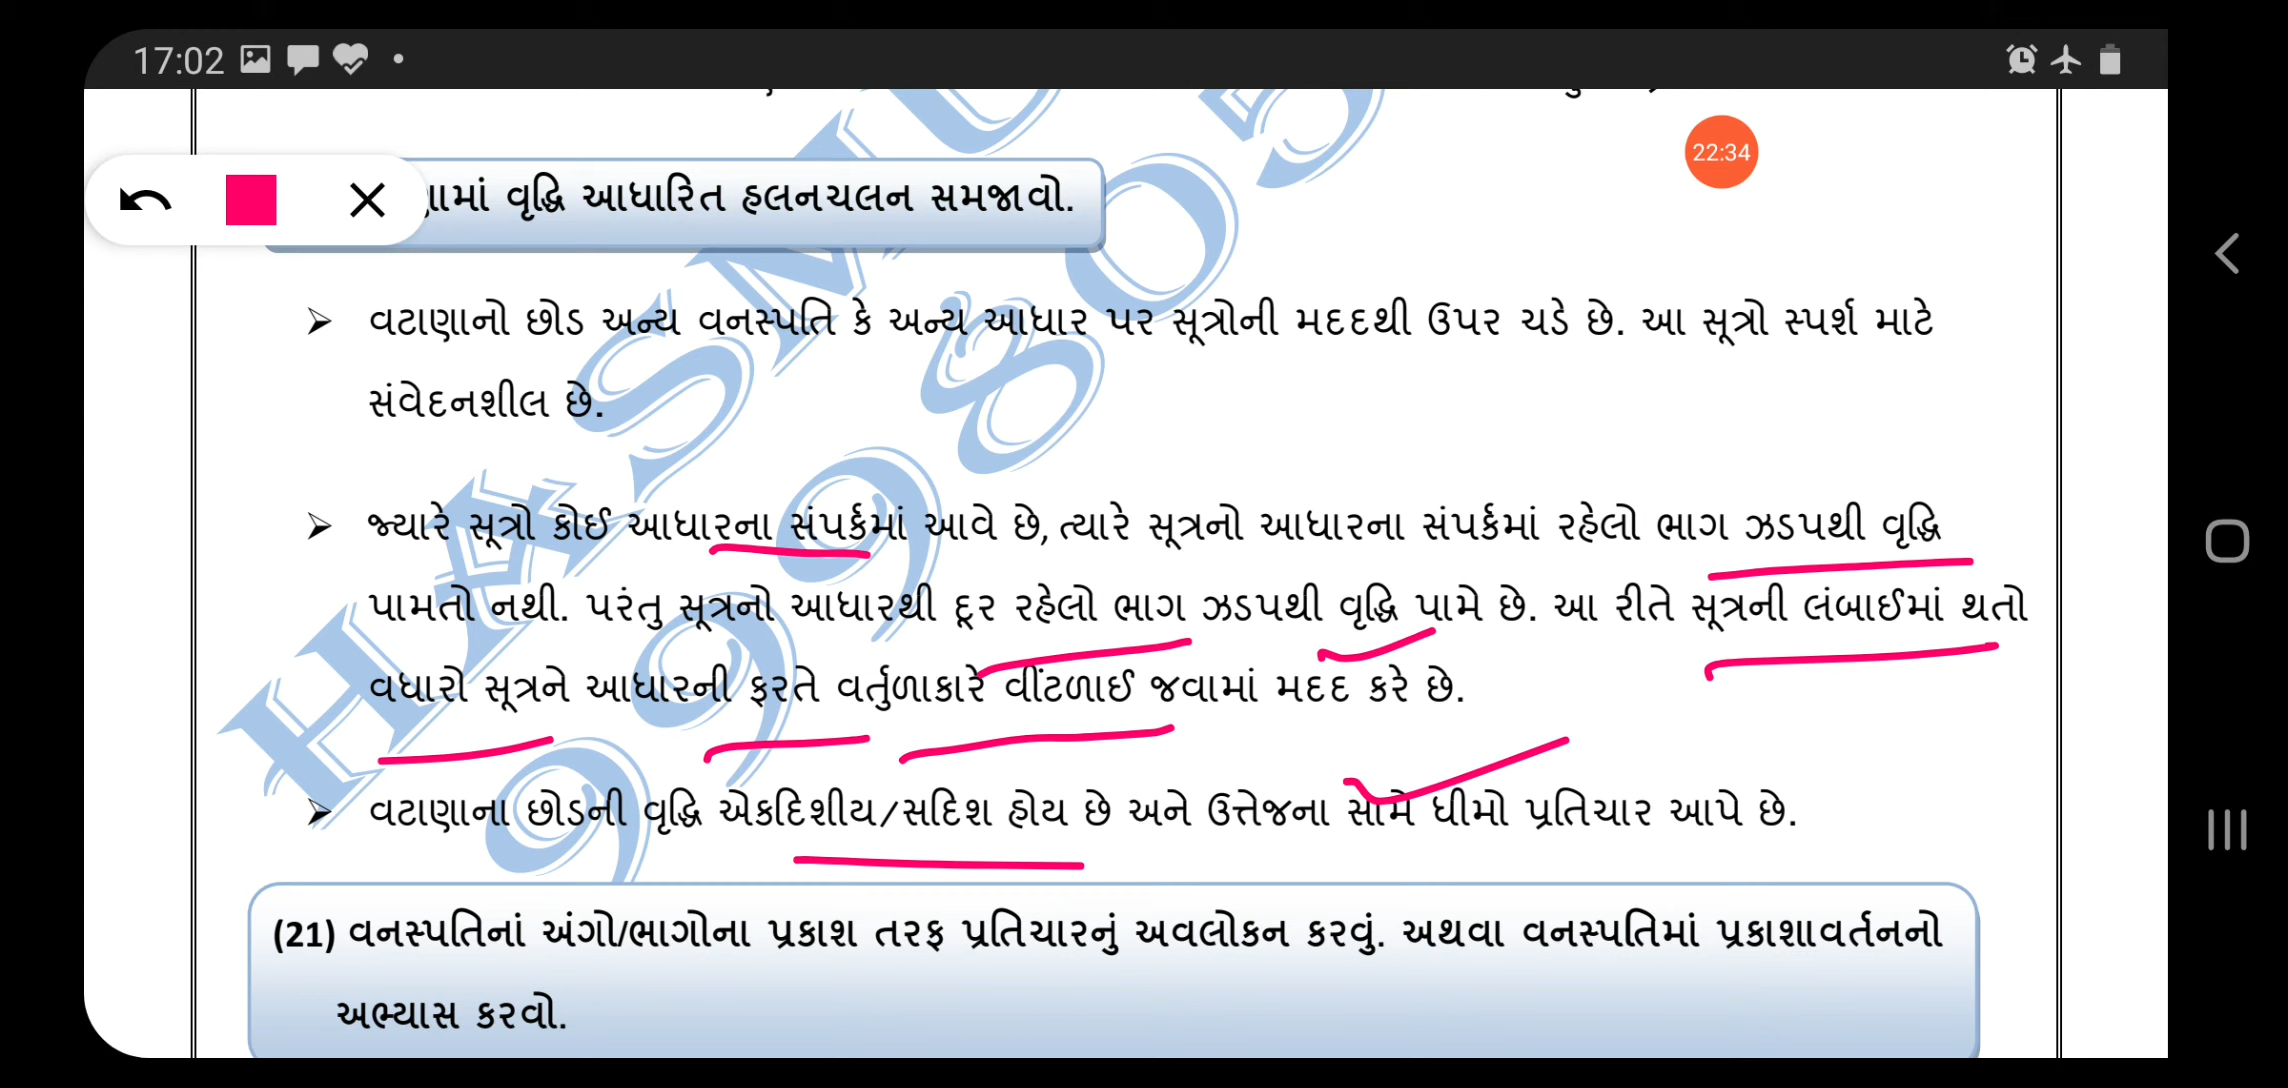 17:02
22:34
ણામાં વૃદ્ધિ આધારિત હલનચલન સમજાવો.
➢ વટાણાનો છોડ અન્ય વનસ્પતિ કે અન્ય આધાર પર સૂત્રોની મદદથી ઉપર ચડે છે. આ સૂત્રો સ્પર્શ માટે
સંવેદનશીલ છે.
➢ જ્યારે સૂત્રો કોઈ આધારના સંપર્કમાં આવે છે, ત્યારે સૂત્રનો આધારના સંપર્કમાં રહેલો ભાગ ઝડપથી વૃદ્ધિ
પામતો નથી. પરંતુ સૂત્રનો આધારથી દૂર રહેલો ભાગ ઝડપથી વૃદ્ધિ પામે છે. આ રીતે સૂત્રની લંબાઈમાં થતો
વધારો સૂત્રને આધારની ફરતે વર્તુળાકારે વીંટળાઈ જવામાં મદદ કરે છે.
➢ વટાણાના છોડની વૃદ્ધિ એકદિશીય/સદિશ હોય છે અને ઉત્તેજના સામે ધીમો પ્રતિચાર આપે છે.
(21) વનસ્પતિનાં અંગો/ભાગોના પ્રકાશ તરફ પ્રતિચારનું અવલોકન કરવું. અથવા વનસ્પતિમાં પ્રકાશાવર્તનનો
અભ્યાસ કરવો.